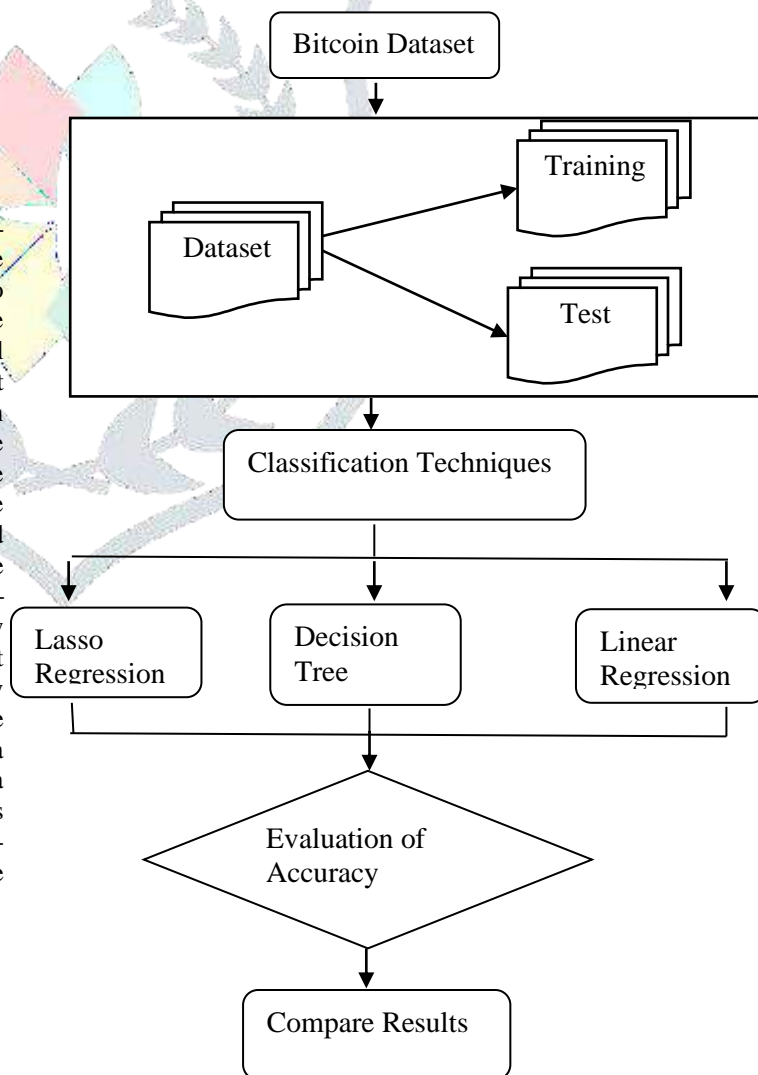 Bitcoin Dataset
Training
Dataset
Test
Classification Techniques
Lasso
Regression
Decision
Tree
Linear
Regression
Evaluation of
Accuracy
Compare Results